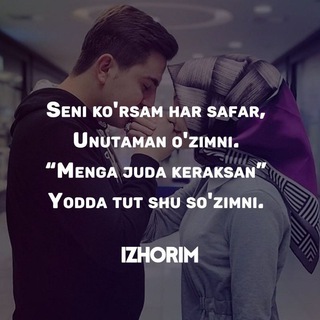 Seni ko'rsam har safar,
Unutaman o'zimni.
“Menga juda keraksan”
Yodda tut shu so'zimni.
IZHORIM